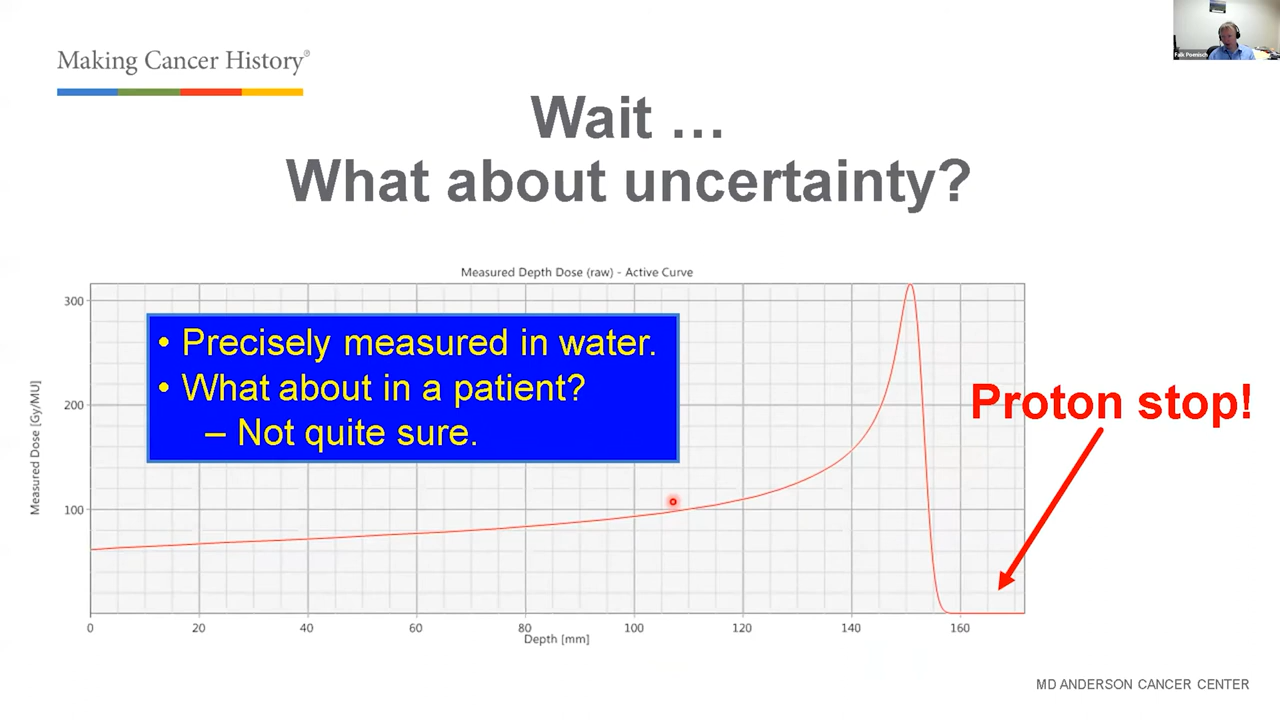 Making Cancer History®
Falk Poenisch
Wait …
What about uncertainty?
Measured Depth Dose (raw) - Active Curve
Measured Dose [Gy/MU]
300
200
100
• Precisely measured in water.
• What about in a patient?
– Not quite sure.
Proton stop!
0 20 40 60 80 100 120 140 160
Depth [mm]
MD ANDERSON CANCER CENTER